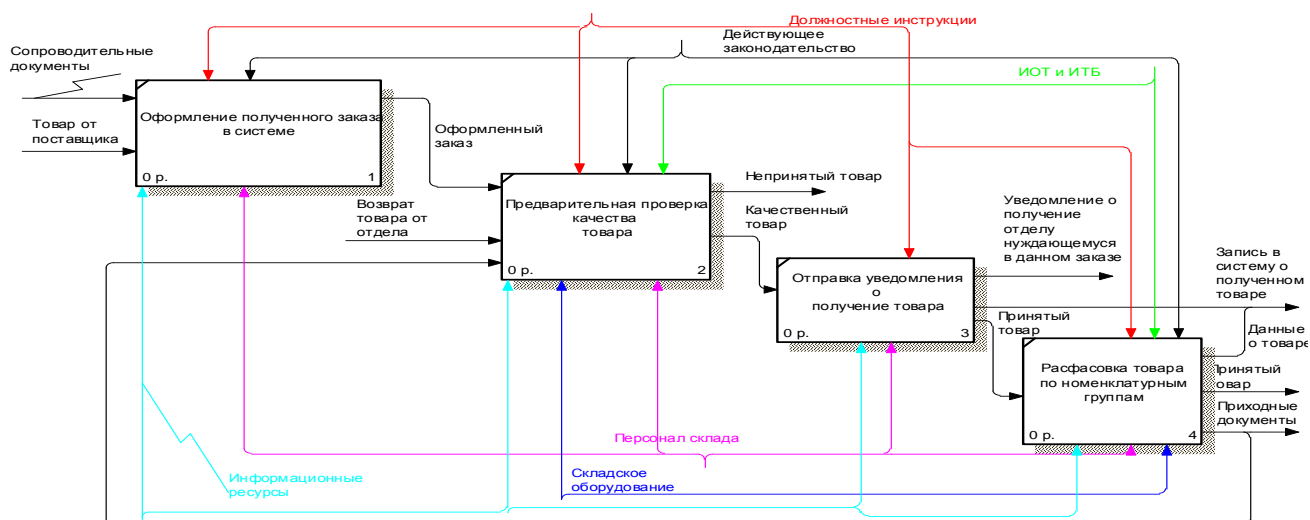 Должностные инструкции
Действующее
законодательство
Сопроводительные
документы
ИОТ и ИТБ
Товар от
поставщика
Оформление полученного заказа
в системе
0 р.
1
Оформленный
заказ
Непринятый товар
Предварительная проверка
качества
товара
0 р.
2
Возврат
товара от
отдела
Качественный
товар
Уведомление о
получение
отделу
нуждающемуся
в данном заказе
Отправка уведомления
о
получение товара
0 р.
3
Запись в
систему о
полученном
товаре
Принятый
товар
Данные
о товаре
Расфасовка товара
по номенклатурным
группам
0 р.
4
Принятый
товар
Приходные
документы
Персонал склада
Информационные
ресурсы
Складское
оборудование